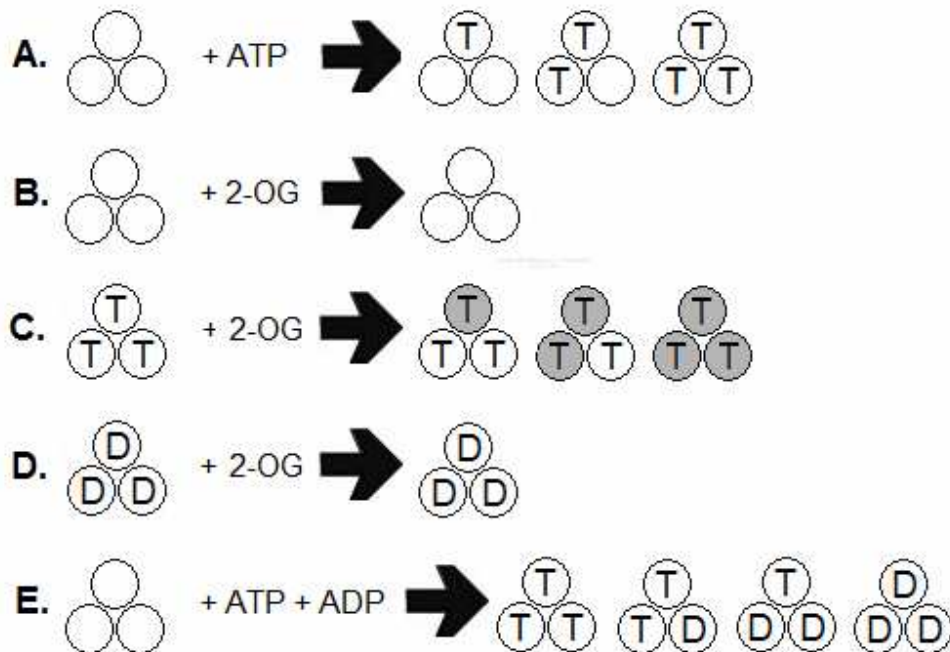 A. + ATP T T T T T T
B. + 2-OG
C. T T T + 2-OG T T T T T T T T T
D. D D D + 2-OG D D D
E. + ATP + ADP T T T T T D T D D D D D